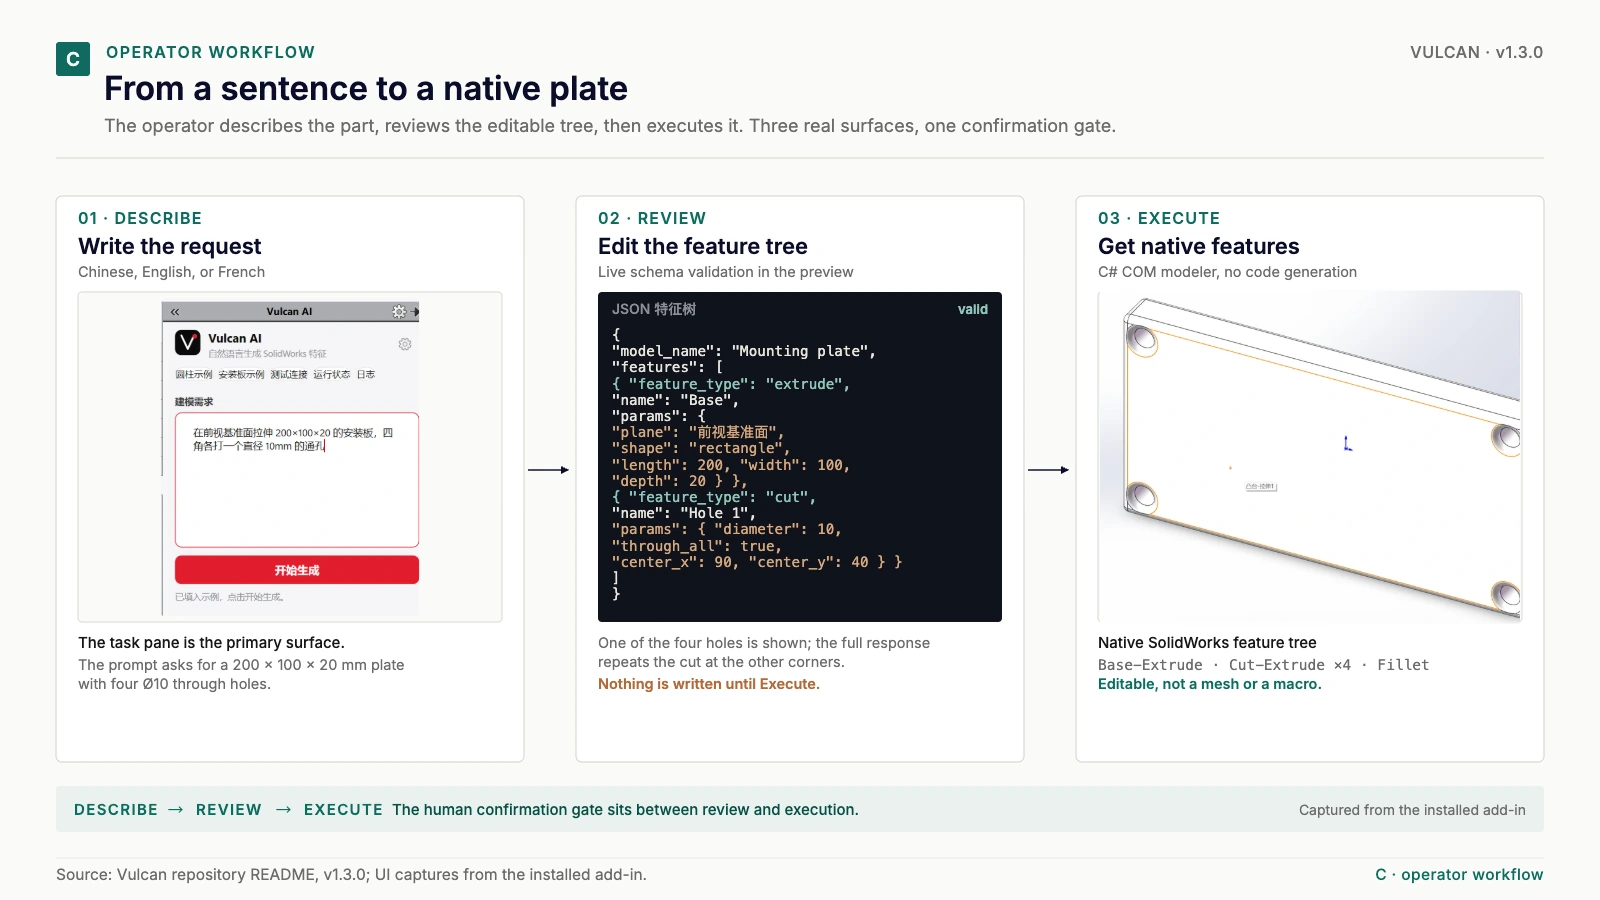 C
OPERATOR WORKFLOW
VULCAN · v1.3.0
From a sentence to a native plate
The operator describes the part, reviews the editable tree, then executes it. Three real surfaces, one confirmation gate.
01 · DESCRIBE
Write the request
Chinese, English, or French
« Vulcan AI
Vulcan AI
自然语言生成 SolidWorks 特征
圆柱示例 安装板示例 测试连接 运行状态 日志
建模需求
在前视基准面拉伸 200×100×20 的安装板，四
角各打一个直径 10mm 的通孔
开始生成
已填入示例，点击开始生成。
The task pane is the primary surface.
The prompt asks for a 200 × 100 × 20 mm plate
with four Ø10 through holes.
02 · REVIEW
Edit the feature tree
Live schema validation in the preview
JSON 特征树 valid
{
"model_name": "Mounting plate",
"features": [
{ "feature_type": "extrude",
"name": "Base",
"params": {
"plane": "前视基准面",
"shape": "rectangle",
"length": 200, "width": 100,
"depth": 20 } },
{ "feature_type": "cut",
"name": "Hole 1",
"params": { "diameter": 10,
"through_all": true,
"center_x": 90, "center_y": 40 } }
]
}
One of the four holes is shown; the full response
repeats the cut at the other corners.
Nothing is written until Execute.
03 · EXECUTE
Get native features
C# COM modeler, no code generation
Native SolidWorks feature tree
Base–Extrude · Cut–Extrude ×4 · Fillet
Editable, not a mesh or a macro.
DESCRIBE → REVIEW → EXECUTE The human confirmation gate sits between review and execution.
Captured from the installed add-in
Source: Vulcan repository README, v1.3.0; UI captures from the installed add-in.
C · operator workflow